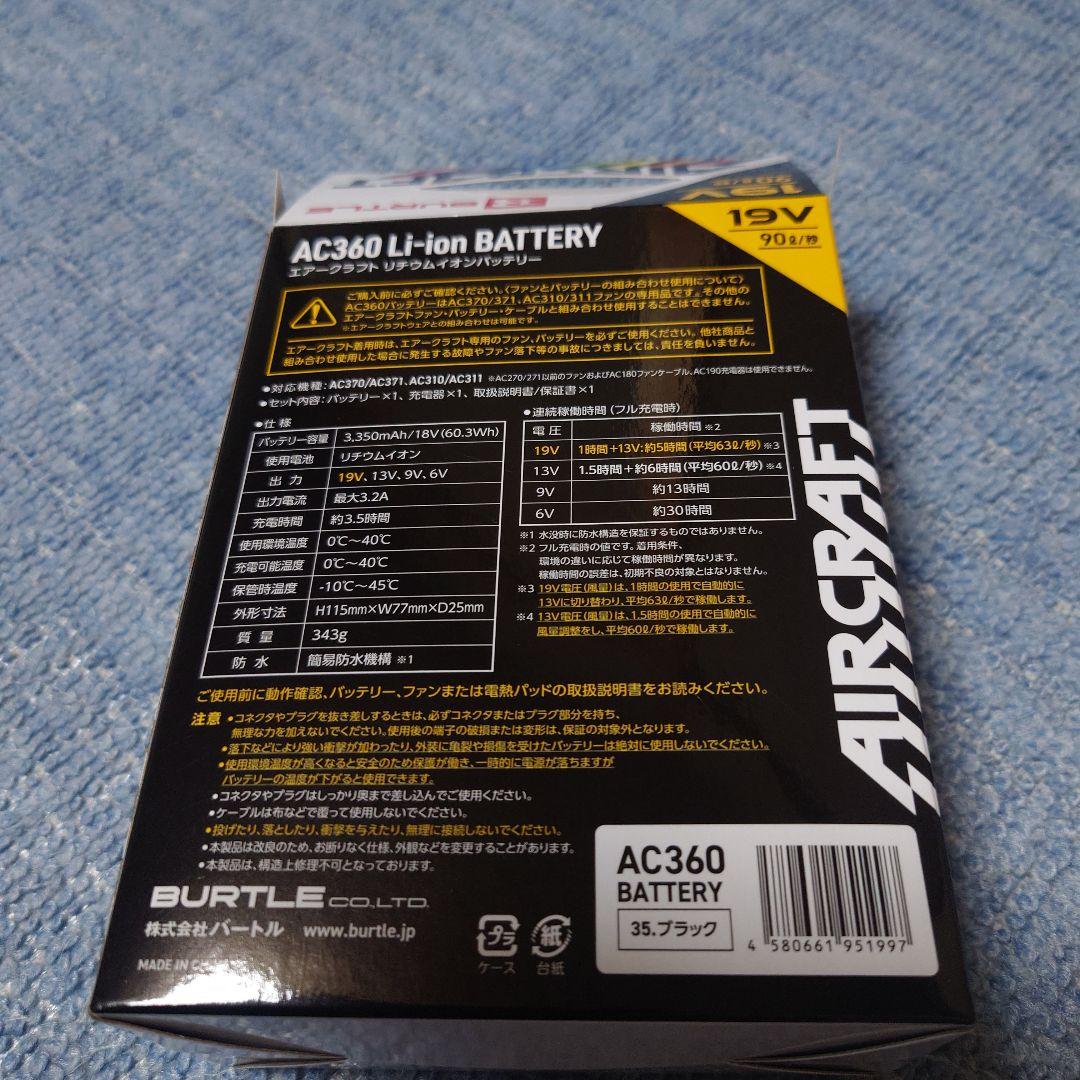 BURTLE
19V
19V
90ℓ/秒
AC360 Li-ion BATTERY
エアークラフト リチウムイオンバッテリー
ご購入前に必ずご確認ください。〈ファンとバッテリーの組み合わせ使用について〉
AC360バッテリーはAC370/371、AC310/311ファンの専用品です。その他の
エアークラフトファン・バッテリー・ケーブルと組み合わせ使用することはできません。
※エアークラフトウェアとの組み合わせは可能です。
エアークラフト着用時は、エアークラフト専用のファン、バッテリーを必ずご使用ください。他社商品と
組み合わせ使用した場合に発生する故障やファン落下等の事故につきましては、責任を負いません。
●対応機種：AC370/AC371、AC310/AC311 ※AC270/271以前のファンおよびAC180ファンケーブル、AC190充電器は使用できません。
●セット内容：バッテリー×1、充電器×1、取扱説明書/保証書×1
●仕様
バッテリー容量 3,350mAh/18V(60.3Wh)
使用電池 リチウムイオン
出力 19V、13V、9V、6V
出力電流 最大3.2A
充電時間 約3.5時間
使用環境温度 0℃～40℃
充電可能温度 0℃～40℃
保管時温度 -10℃～45℃
外形寸法 H115mm×W77mm×D25mm
質量 343g
防水 簡易防水機構 ※1
●連続稼働時間（フル充電時）
電圧 稼働時間 ※2
19V 1時間+13V：約5時間（平均63ℓ/秒）※3
13V 1.5時間+約6時間（平均60ℓ/秒）※4
9V 約13時間
6V 約30時間
※1 水没時に防水構造を保証するものではありません。
※2 フル充電時の値です。着用条件、
環境の違いに応じて稼働時間が異なります。
稼働時間の誤差は、初期不良の対象とはなりません。
※3 19V電圧（風量）は、1時間の使用で自動的に
13Vに切り替わり、平均63ℓ/秒で稼働します。
※4 13V電圧（風量）は、1.5時間の使用で自動的に
風量調整をし、平均60ℓ/秒で稼働します。
ご使用前に動作確認、バッテリー、ファンまたは電熱パッドの取扱説明書をお読みください。
注意 ●コネクタやプラグを抜き差しするときは、必ずコネクタまたはプラグ部分を持ち、
無理な力を加えないでください。使用後の端子の破損または変形は、保証の対象外となります。
●落下などにより強い衝撃が加わったり、外装に亀裂や損傷を受けたバッテリーは絶対に使用しないでください。
●使用環境温度が高くなると安全のため保護が働き、一時的に電源が落ちますが
バッテリーの温度が下がると使用できます。
●コネクタやプラグはしっかり奥まで差し込んでご使用ください。
●ケーブルは布などで覆って使用しないでください。
●投げたり、落としたり、衝撃を与えたり、無理に接続しないでください。
●本製品は改良のため、お断りなく仕様、外観などを変更することがあります。
●本製品は、構造上修理不可となっております。
AIRCRAFT
BURTLE CO.,LTD.
株式会社バートル www.burtle.jp
MADE IN
プラ
ケース
紙
台紙
AC360
BATTERY
35.ブラック
4 580661 951997